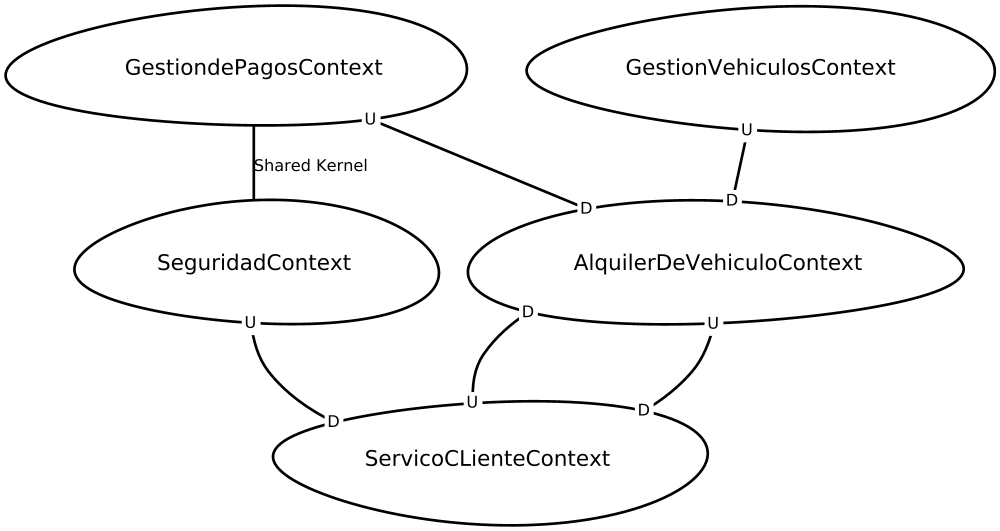 GestiondePagosContext
GestionVehiculosContext
U
U
Shared Kernel
D
D
SeguridadContext
AlquilerDeVehiculoContext
D
U
U
U
D
D
ServicoCLienteContext